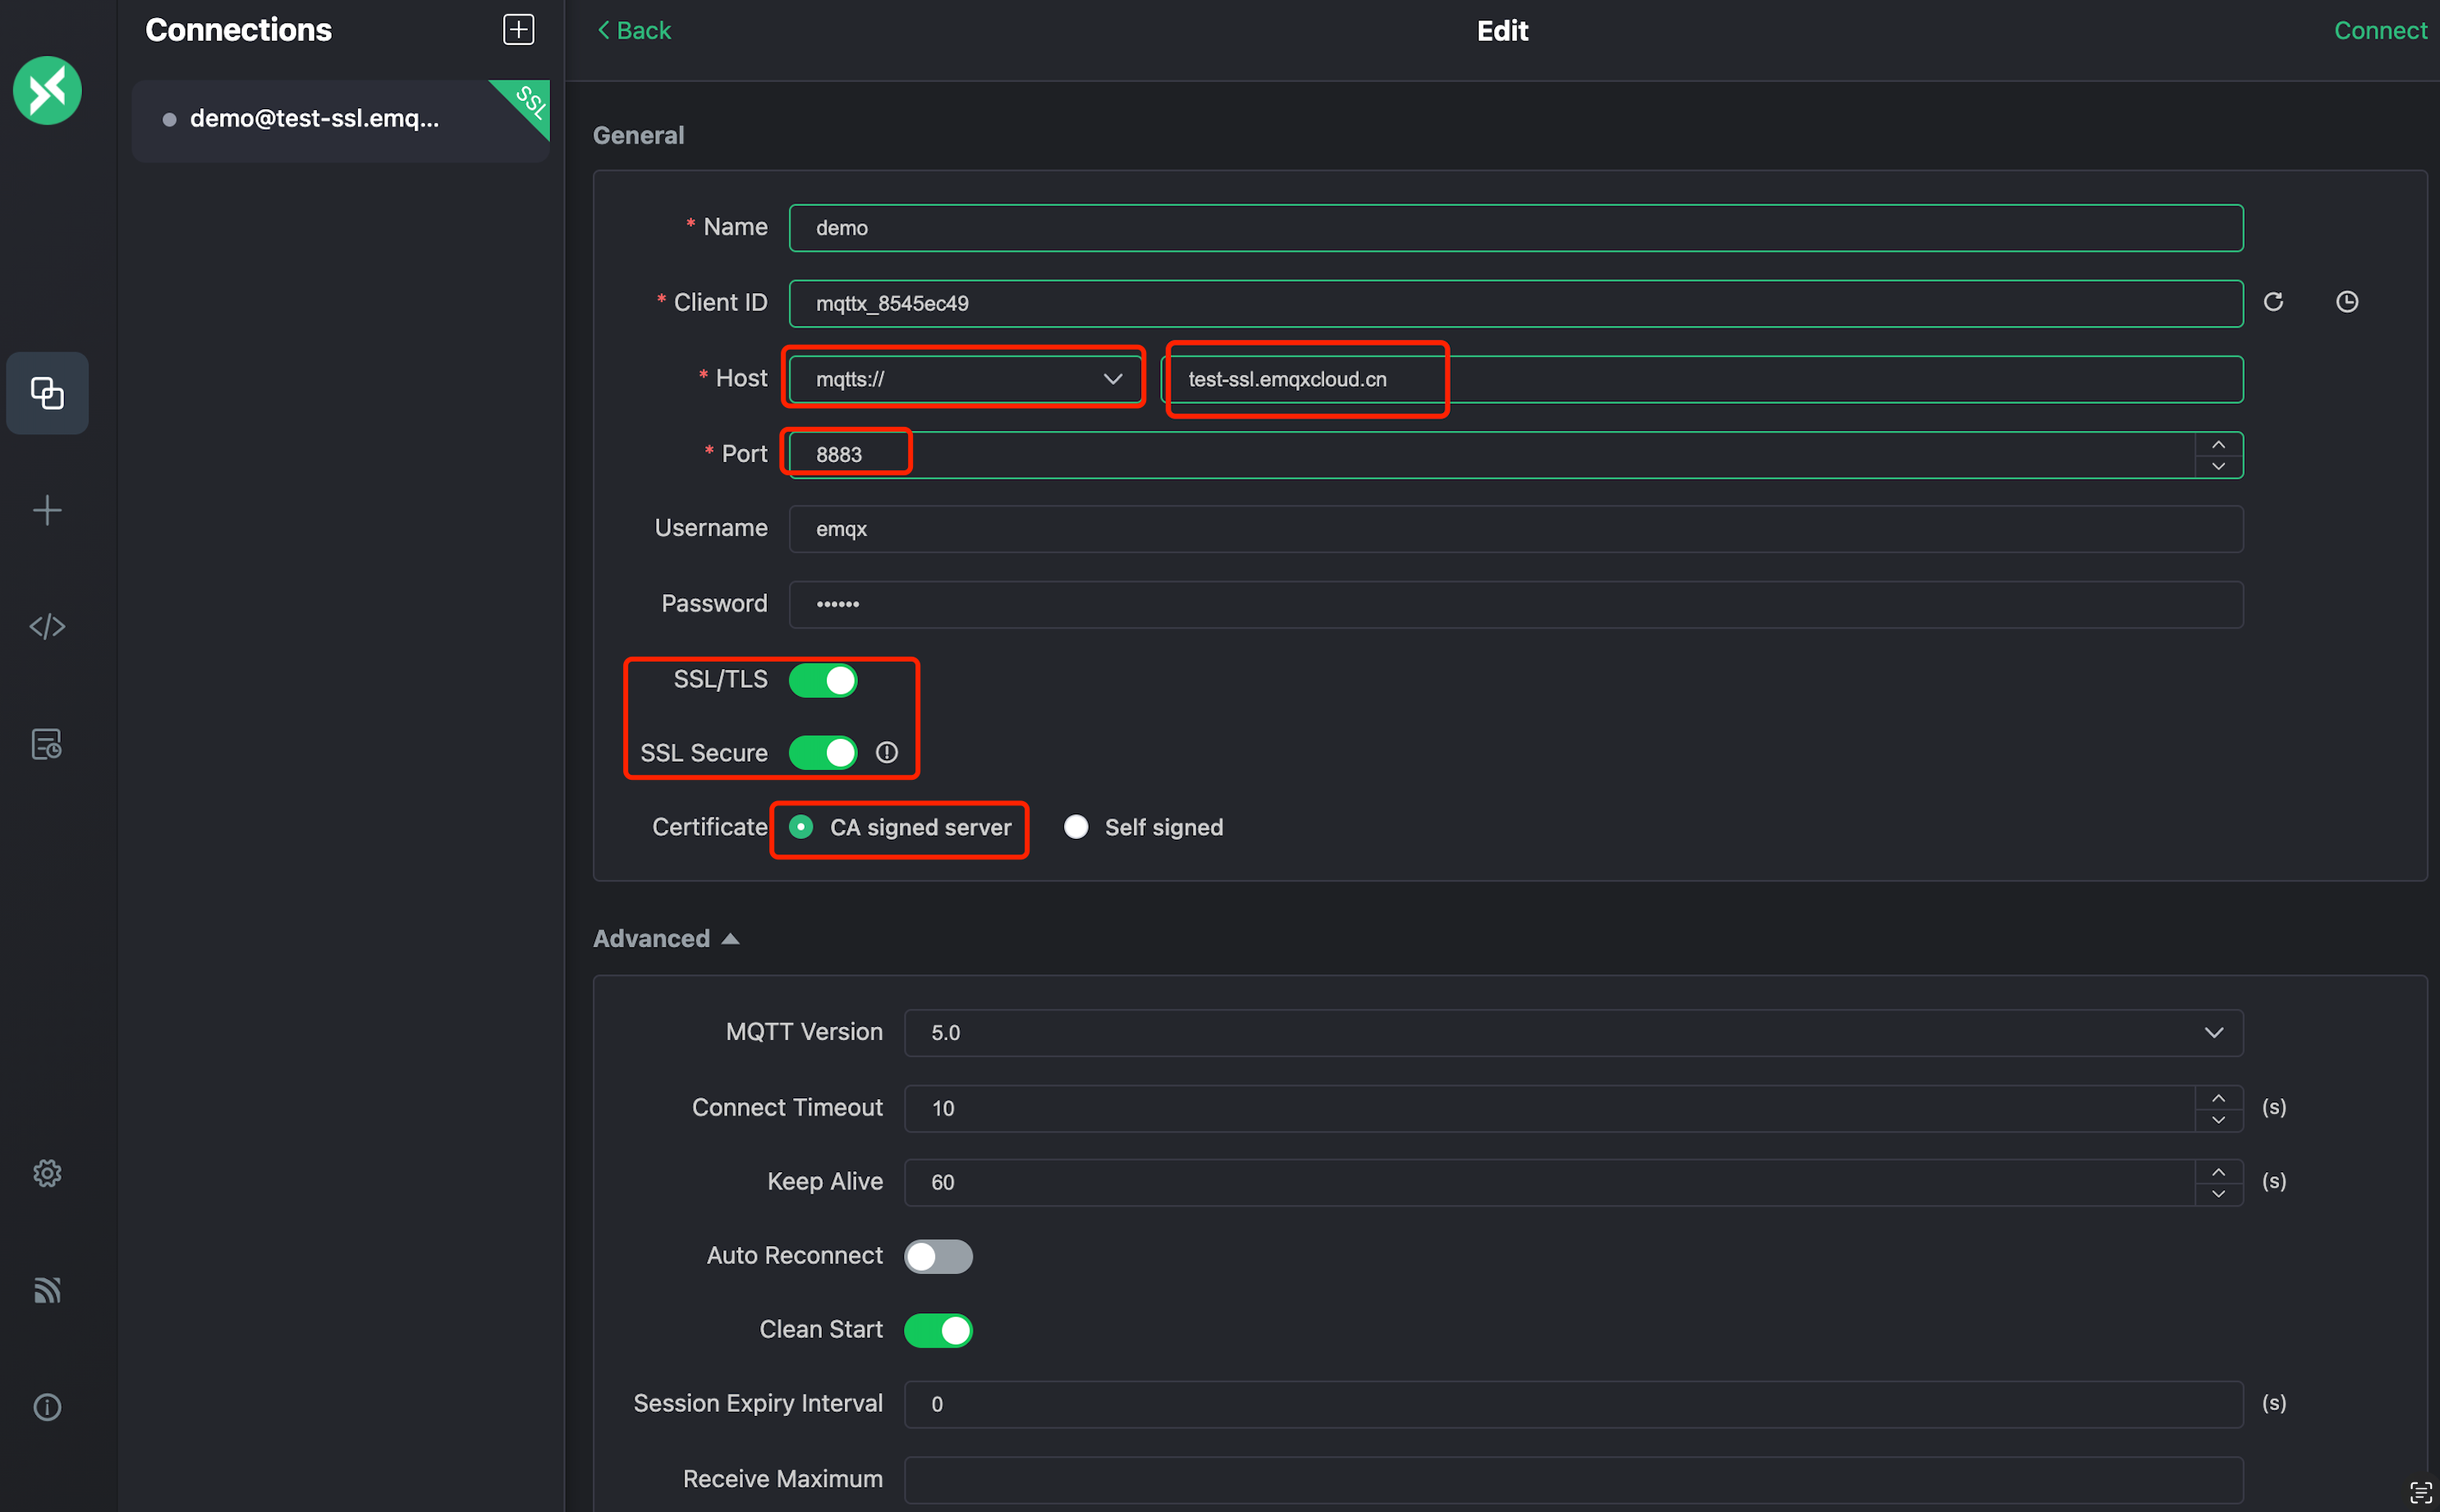 Connections
demo@test-ssl.emq...
SSL
Back
Edit
Connect
General
* Name
demo
* Client ID
mqttx_8545ec49
* Host
mqtts://
test-ssl.emqxcloud.cn
* Port
8883
Username
emqx
Password
••••••
SSL/TLS
SSL Secure
Certificate
CA signed server
Self signed
Advanced
MQTT Version
5.0
Connect Timeout
10
(s)
Keep Alive
60
(s)
Auto Reconnect
Clean Start
Session Expiry Interval
0
(s)
Receive Maximum